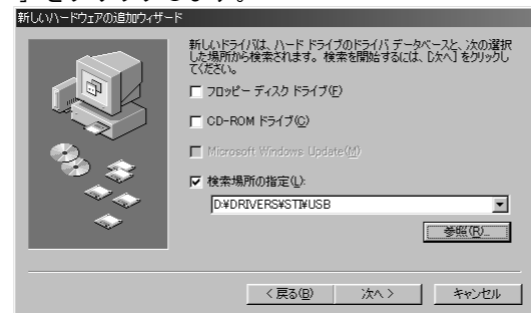 」をクリックします。
新しいハードウェアの追加ウィザード
新しいドライバは、ハード ドライブのドライバ データベースと、次の選択
した場所から検索されます。検索を開始するには、[次へ] をクリックし
てください。
フロッピー ディスク ドライブ(F)
CD-ROM ドライブ(C)
Microsoft Windows Update(M)
検索場所の指定(L):
D:¥DRIVERS¥STI¥USB
参照(R)...
< 戻る(B)
次へ >
キャンセル